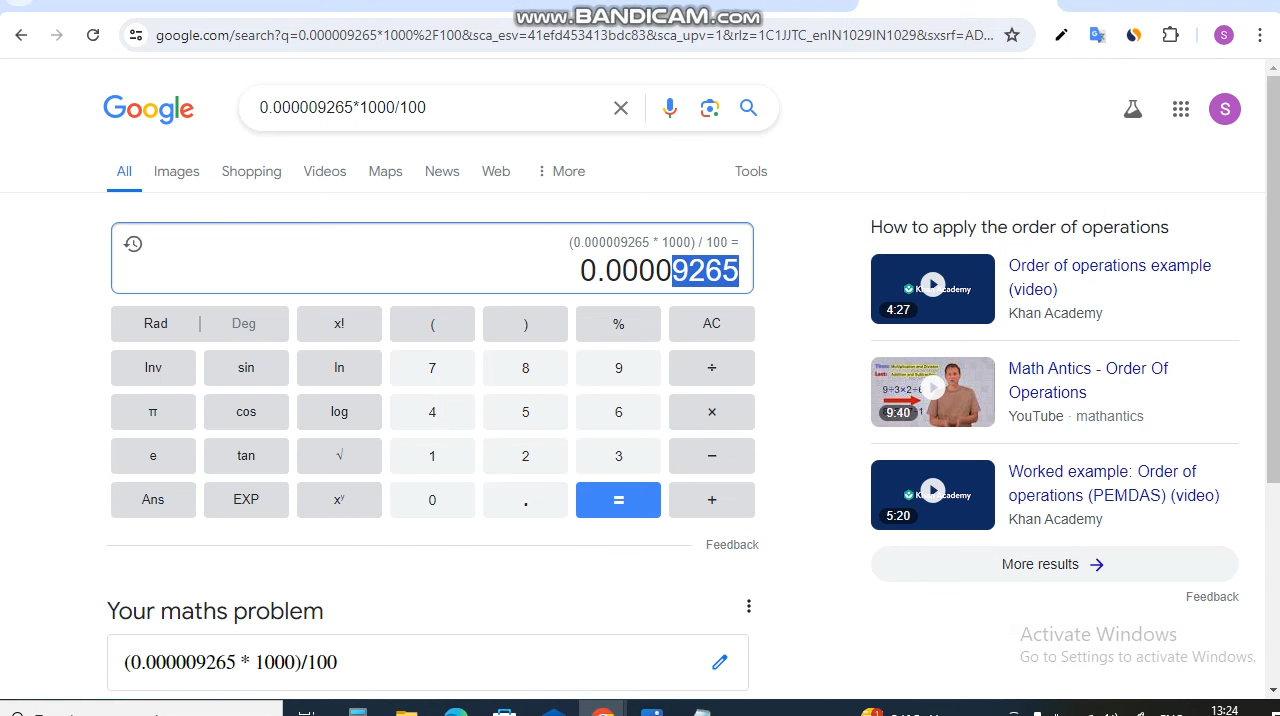 www.BANDICAM.com
google.com/search?q=0.000009265*1000%2F100&sca_esv=41efd453413bdc83&sca_upv=1&rlz=1C1JJTC_enIN1029IN1029&sxsrf=AD...
S
Google
0.000009265*1000/100
S
All
Images
Shopping
Videos
Maps
News
Web
More
Tools
(0.000009265 * 1000) / 100 =
0.00009265
Rad | Deg x! ( ) % AC
Inv sin ln 7 8 9 ÷
π cos log 4 5 6 ×
e tan √ 1 2 3 −
Ans EXP xʸ 0 . = +
Feedback
Your maths problem
(0.000009265 * 1000)/100
How to apply the order of operations
Khan Academy
4:27
Order of operations example
(video)
Khan Academy
9:40
Math Antics - Order Of
Operations
YouTube · mathantics
Khan Academy
5:20
Worked example: Order of
operations (PEMDAS) (video)
Khan Academy
More results
Feedback
Activate Windows
Go to Settings to activate Windows.
13:24